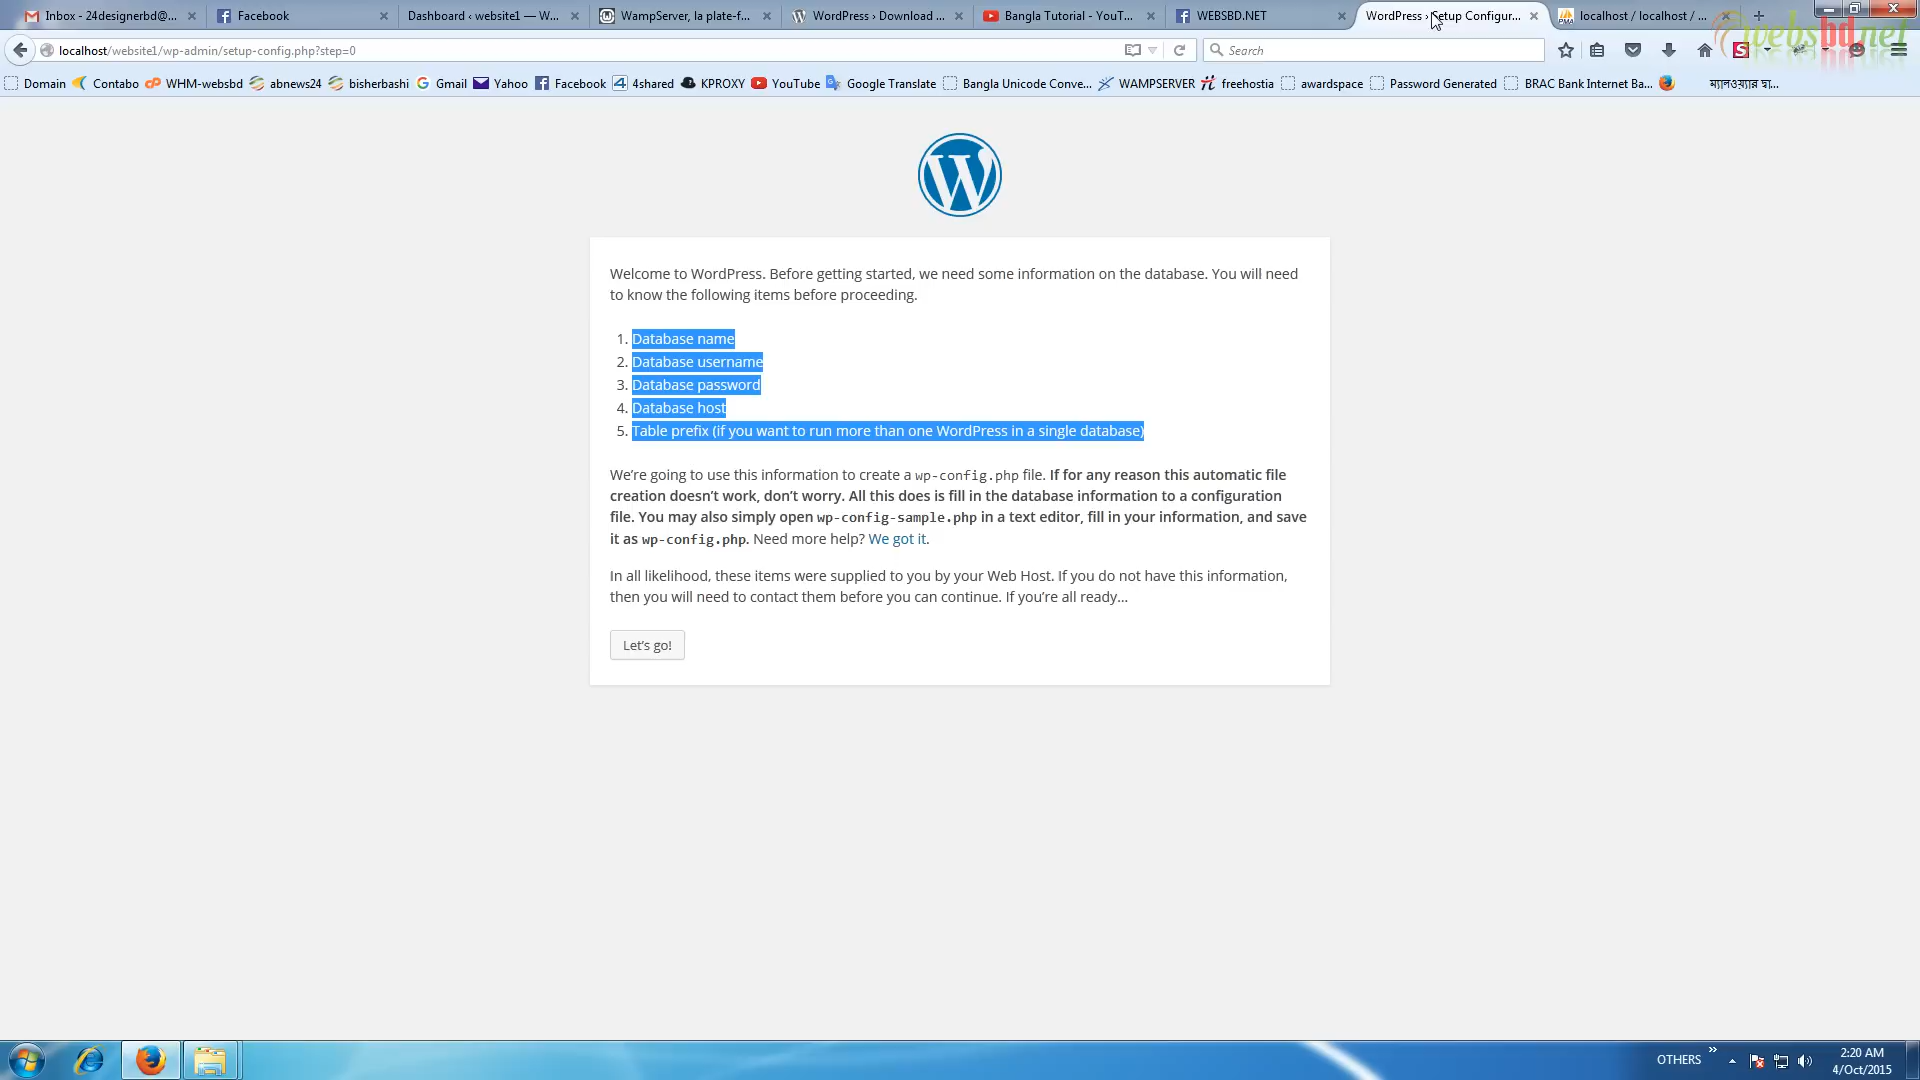 Inbox - 24designerbd@...
Facebook
Dashboard ‹ website1 — W...
WampServer, la plate-f...
WordPress › Download ...
Bangla Tutorial - YouT...
WEBSBD.NET
WordPress › Setup Configur...
localhost / localhost / ...
websbd.net
localhost/website1/wp-admin/setup-config.php?step=0
Search
Domain
Contabo
WHM-websbd
abnews24
bisherbashi
Gmail
Yahoo
Facebook
4shared
KPROXY
YouTube
Google Translate
Bangla Unicode Conve...
WAMPSERVER
freehostia
awardspace
Password Generated
BRAC Bank Internet Ba...
ম্যালওয়্যার দ্বা...
Welcome to WordPress. Before getting started, we need some information on the database. You will need
to know the following items before proceeding.
1. Database name
2. Database username
3. Database password
4. Database host
5. Table prefix (if you want to run more than one WordPress in a single database)
We’re going to use this information to create a wp-config.php file. If for any reason this automatic file
creation doesn’t work, don’t worry. All this does is fill in the database information to a configuration
file. You may also simply open wp-config-sample.php in a text editor, fill in your information, and save
it as wp-config.php. Need more help? We got it.
In all likelihood, these items were supplied to you by your Web Host. If you do not have this information,
then you will need to contact them before you can continue. If you’re all ready…
Let’s go!
OTHERS
2:20 AM
4/Oct/2015